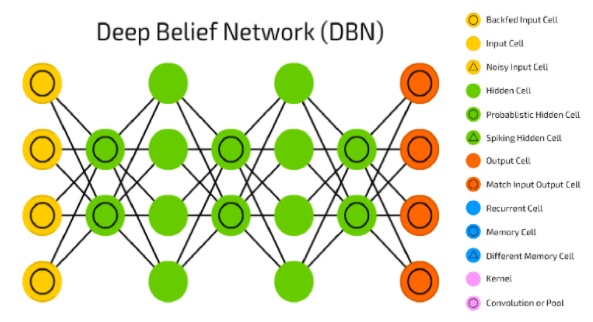 Deep Belief Network (DBN)
Backfed Input Cell
Input Cell
Noisy Input Cell
Hidden Cell
Probablistic Hidden Cell
Spiking Hidden Cell
Output Cell
Match Input Output Cell
Recurrent Cell
Memory Cell
Different Memory Cell
Kernel
Convolution or Pool